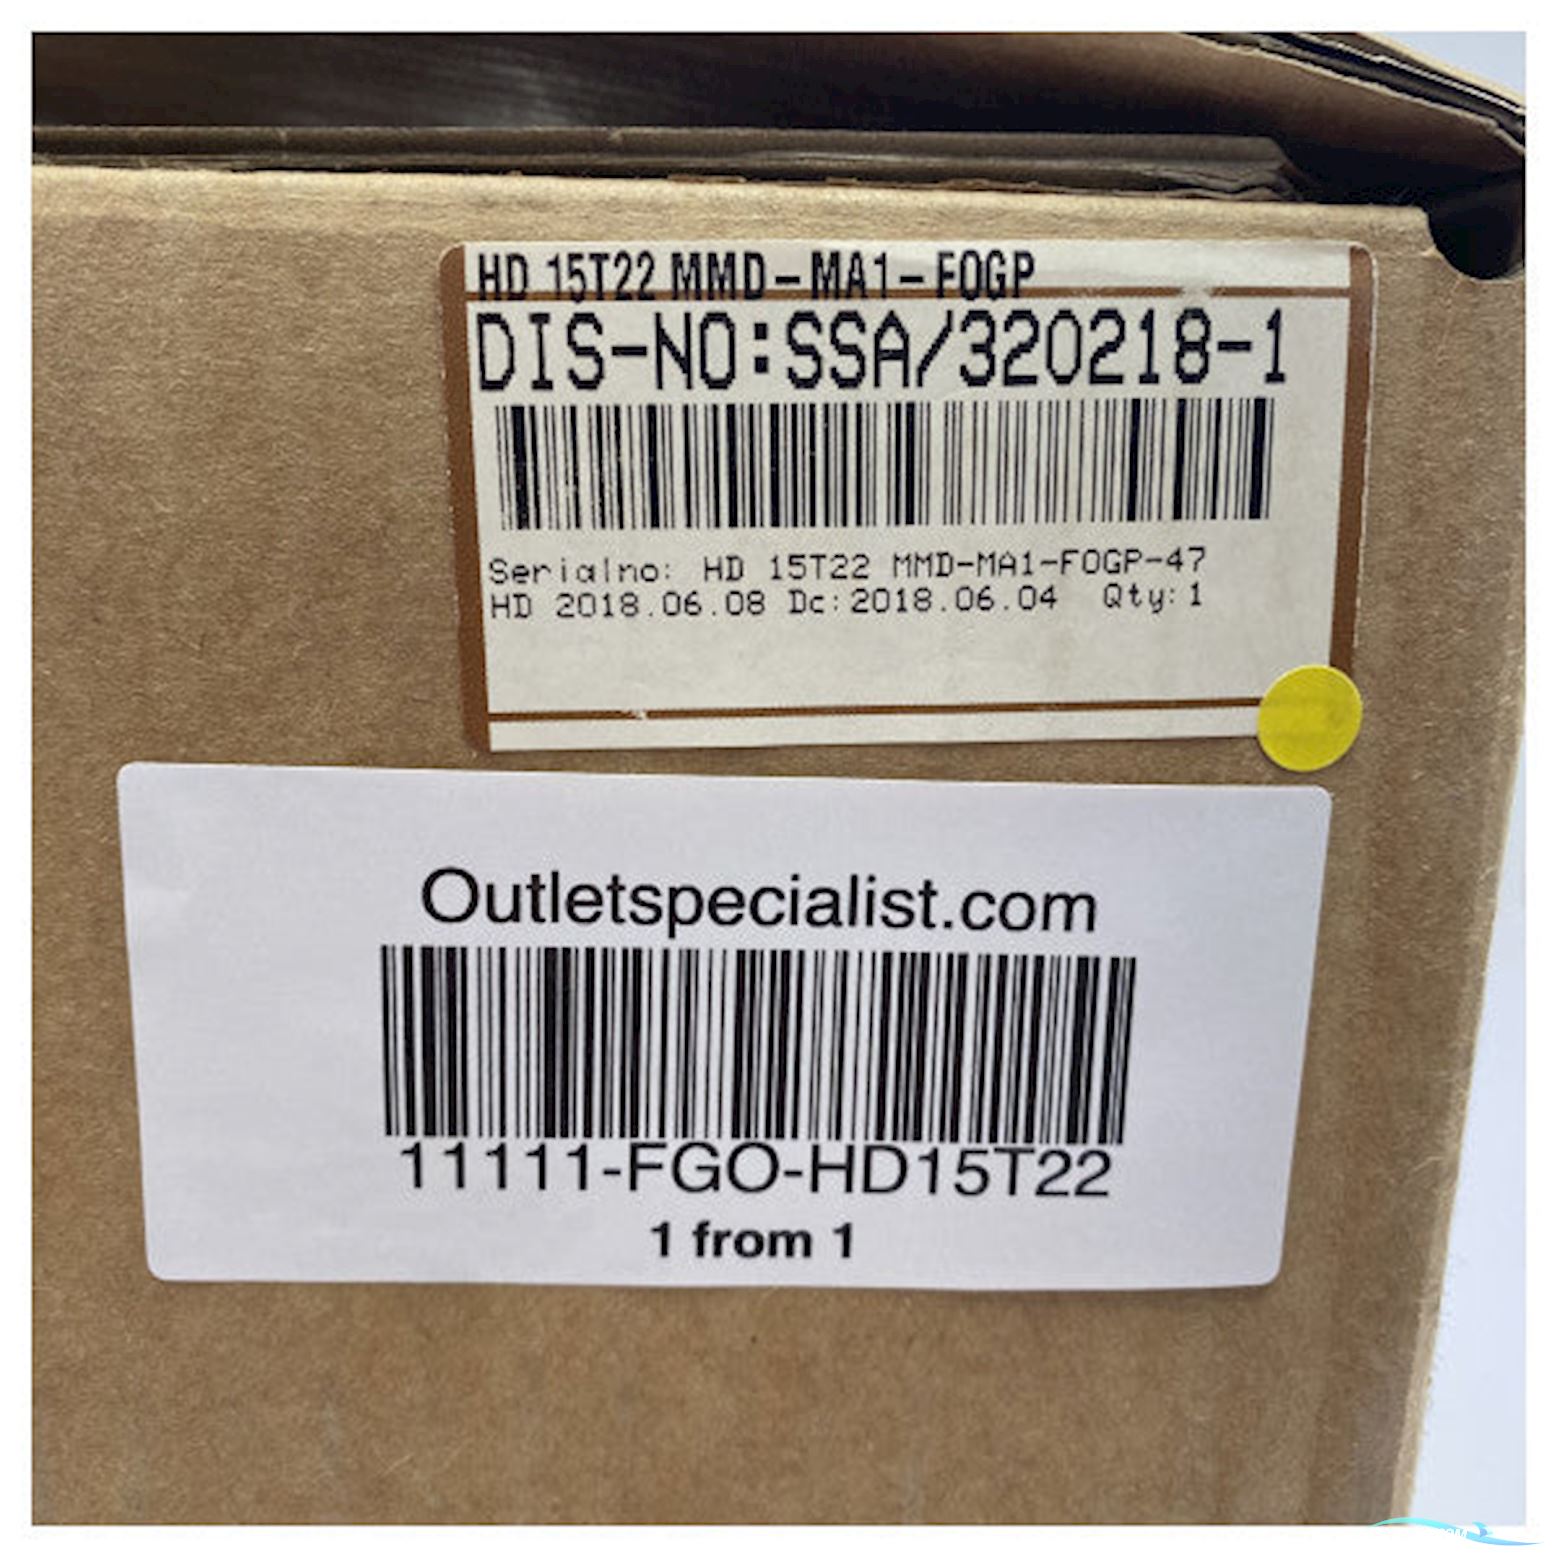 HD 15T22 MMD-MA1-FOGP
DIS-NO:SSA/320218-1
Serialno: HD 15T22 MMD-MA1-FOGP-47
HD 2018.06.08 Dc:2018.06.04 Qty:1
Outletspecialist.com
11111-FGO-HD15T22
1 from 1